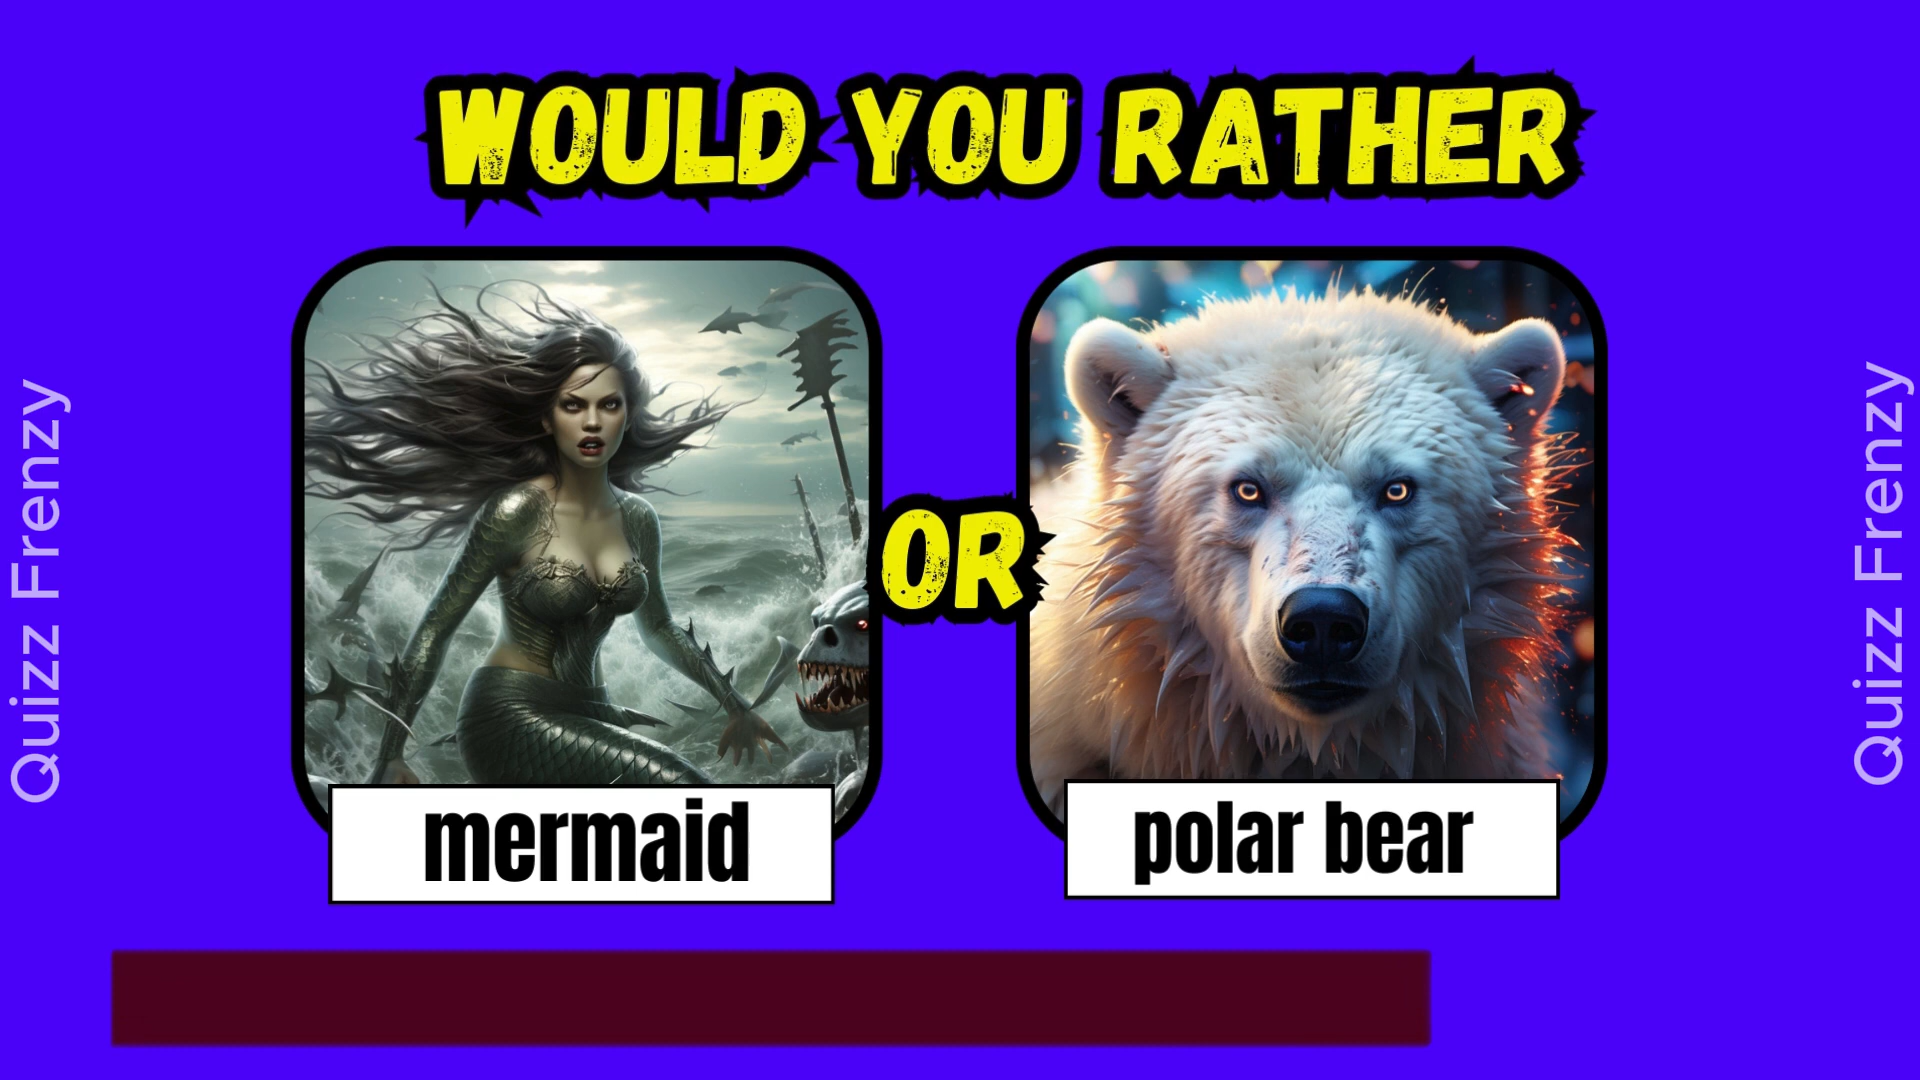 WOULD YOU RATHER
Quizz Frenzy
OR
Quizz Frenzy
mermaid
polar bear